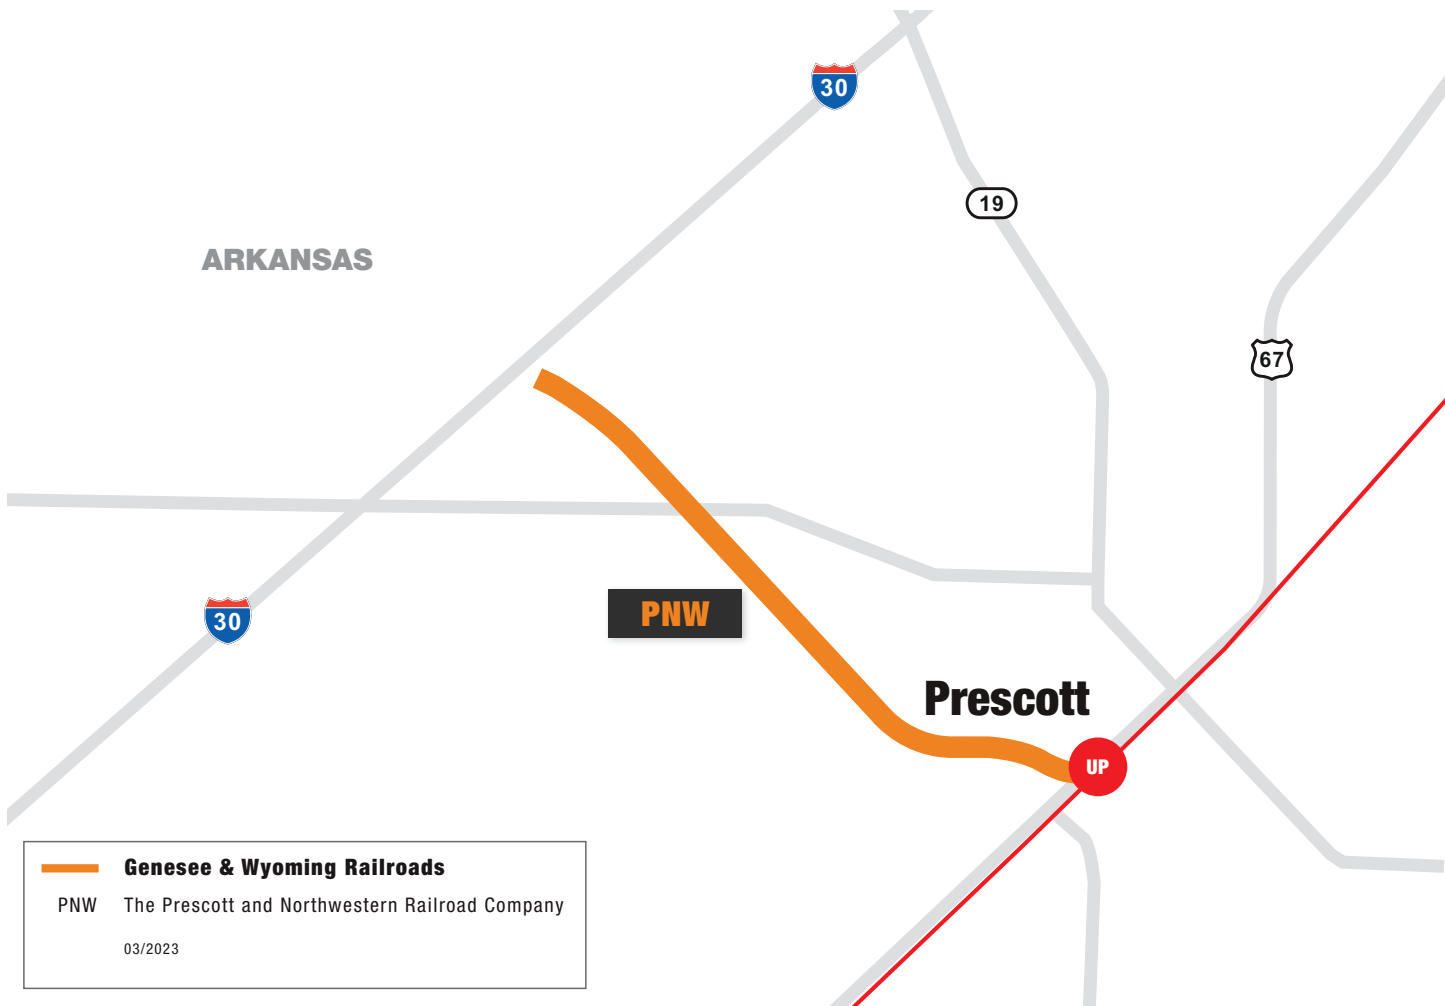 30
19
ARKANSAS
67
30
PNW
Prescott
UP
Genesee & Wyoming Railroads
PNW The Prescott and Northwestern Railroad Company
03/2023